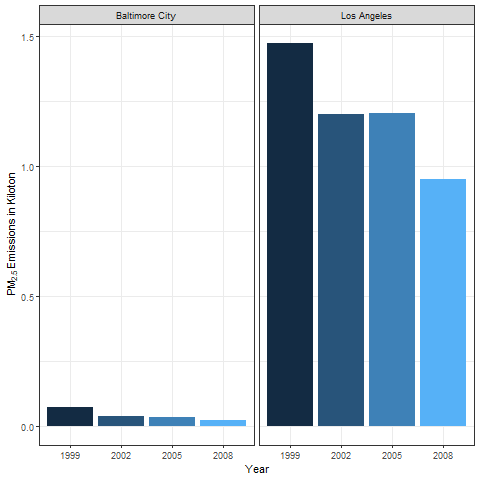 Baltimore City
Los Angeles
PM2.5 Emissions in Kiloton
1.5
1.0
0.5
0.0
1999 2002 2005 2008
1999 2002 2005 2008
Year